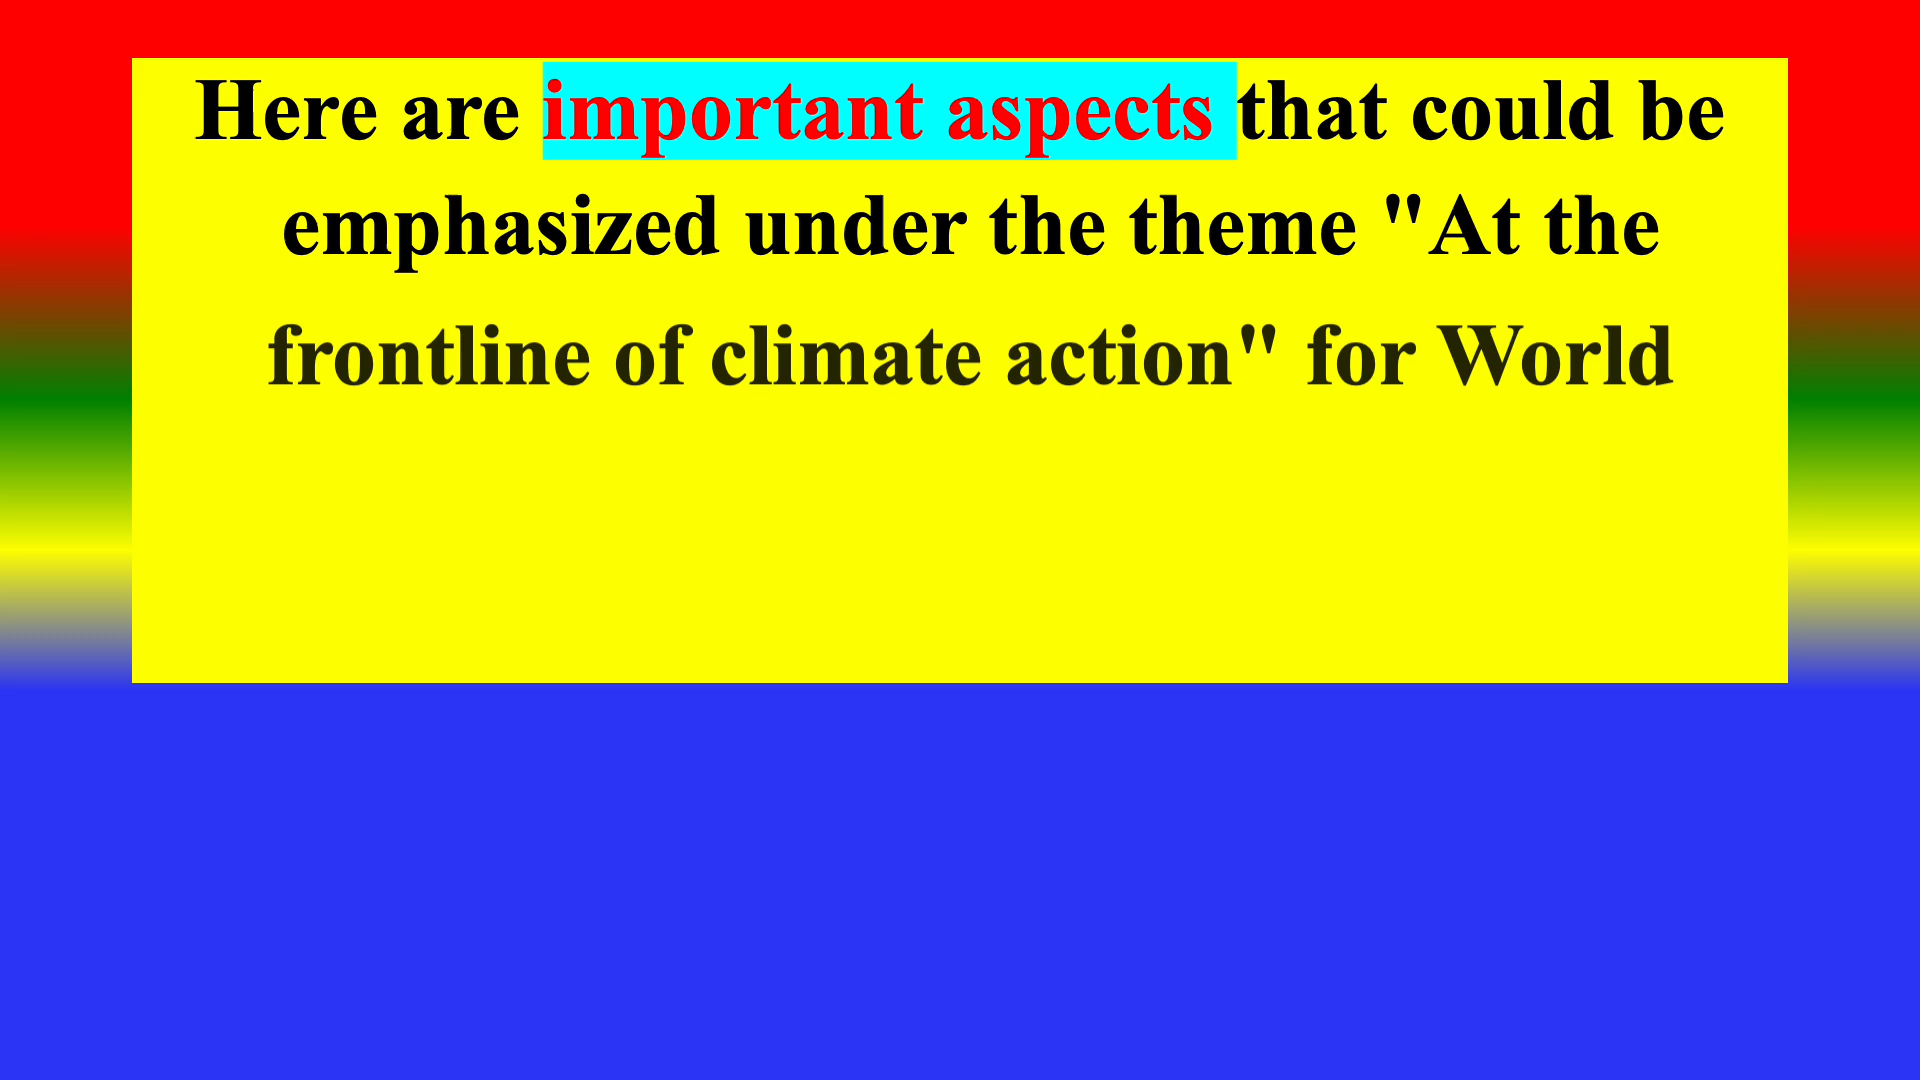 Here are important aspects that could be
emphasized under the theme "At the
frontline of climate action" for World